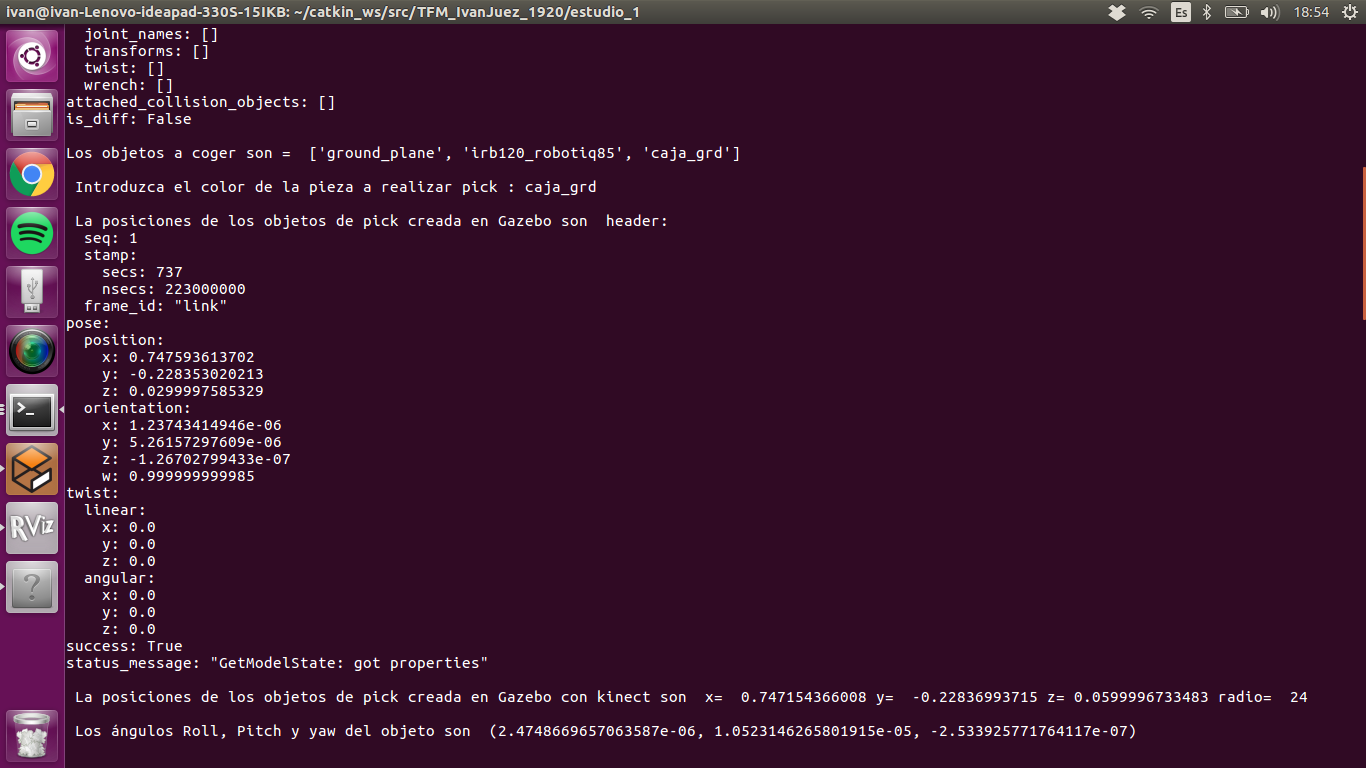 ivan@ivan-Lenovo-ideapad-330S-15IKB: ~/catkin_ws/src/TFM_IvanJuez_1920/estudio_1
Es
18:54
joint_names: []
transforms: []
twist: []
wrench: []
attached_collision_objects: []
is_diff: False
Los objetos a coger son =  ['ground_plane', 'irb120_robotiq85', 'caja_grd']
Introduzca el color de la pieza a realizar pick : caja_grd
La posiciones de los objetos de pick creada en Gazebo son  header:
seq: 1
stamp:
secs: 737
nsecs: 223000000
frame_id: "link"
pose:
position:
x: 0.747593613702
y: -0.228353020213
z: 0.0299997585329
orientation:
x: 1.23743414946e-06
y: 5.26157297609e-06
z: -1.26702799433e-07
w: 0.999999999985
twist:
linear:
x: 0.0
y: 0.0
z: 0.0
angular:
x: 0.0
y: 0.0
z: 0.0
success: True
status_message: "GetModelState: got properties"
La posiciones de los objetos de pick creada en Gazebo con kinect son  x=  0.747154366008 y=  -0.22836993715 z= 0.0599996733483 radio=  24
Los ángulos Roll, Pitch y yaw del objeto son  (2.4748669657063587e-06, 1.0523146265801915e-05, -2.533925771764117e-07)
RViz
?